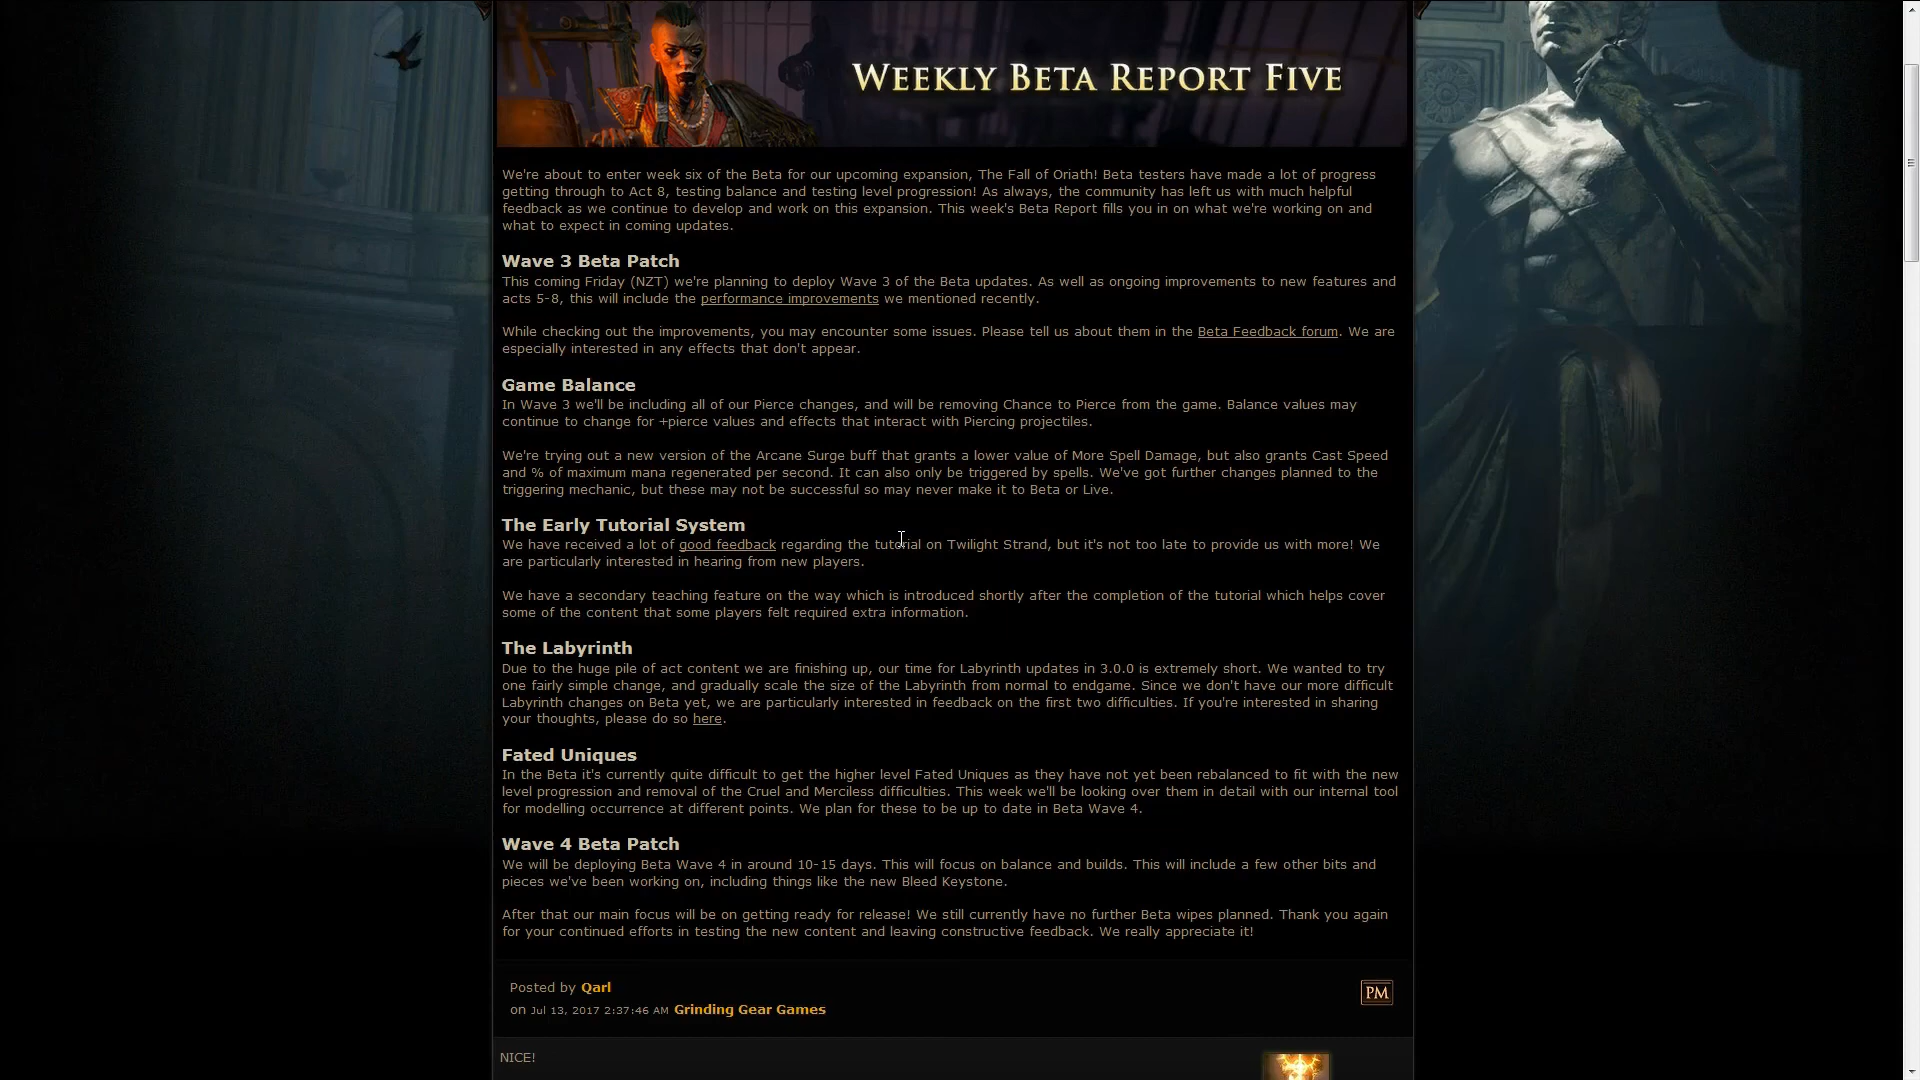 WEEKLY BETA REPORT FIVE
We're about to enter week six of the Beta for our upcoming expansion, The Fall of Oriath! Beta testers have made a lot of progress
getting through to Act 8, testing balance and testing level progression! As always, the community has left us with much helpful
feedback as we continue to develop and work on this expansion. This week's Beta Report fills you in on what we're working on and
what to expect in coming updates.
Wave 3 Beta Patch
This coming Friday (NZT) we're planning to deploy Wave 3 of the Beta updates. As well as ongoing improvements to new features and
acts 5-8, this will include the performance improvements we mentioned recently.
While checking out the improvements, you may encounter some issues. Please tell us about them in the Beta Feedback forum. We are
especially interested in any effects that don't appear.
Game Balance
In Wave 3 we'll be including all of our Pierce changes, and will be removing Chance to Pierce from the game. Balance values may
continue to change for +pierce values and effects that interact with Piercing projectiles.
We're trying out a new version of the Arcane Surge buff that grants a lower value of More Spell Damage, but also grants Cast Speed
and % of maximum mana regenerated per second. It can also only be triggered by spells. We've got further changes planned to the
triggering mechanic, but these may not be successful so may never make it to Beta or Live.
The Early Tutorial System
We have received a lot of good feedback regarding the tutorial on Twilight Strand, but it's not too late to provide us with more! We
are particularly interested in hearing from new players.
We have a secondary teaching feature on the way which is introduced shortly after the completion of the tutorial which helps cover
some of the content that some players felt required extra information.
The Labyrinth
Due to the huge pile of act content we are finishing up, our time for Labyrinth updates in 3.0.0 is extremely short. We wanted to try
one fairly simple change, and gradually scale the size of the Labyrinth from normal to endgame. Since we don't have our more difficult
Labyrinth changes on Beta yet, we are particularly interested in feedback on the first two difficulties. If you're interested in sharing
your thoughts, please do so here.
Fated Uniques
In the Beta it's currently quite difficult to get the higher level Fated Uniques as they have not yet been rebalanced to fit with the new
level progression and removal of the Cruel and Merciless difficulties. This week we'll be looking over them in detail with our internal tool
for modelling occurrence at different points. We plan for these to be up to date in Beta Wave 4.
Wave 4 Beta Patch
We will be deploying Beta Wave 4 in around 10-15 days. This will focus on balance and builds. This will include a few other bits and
pieces we've been working on, including things like the new Bleed Keystone.
After that our main focus will be on getting ready for release! We still currently have no further Beta wipes planned. Thank you again
for your continued efforts in testing the new content and leaving constructive feedback. We really appreciate it!
Posted by Qarl
PM
on Jul 13, 2017 2:37:46 AM Grinding Gear Games
NICE!